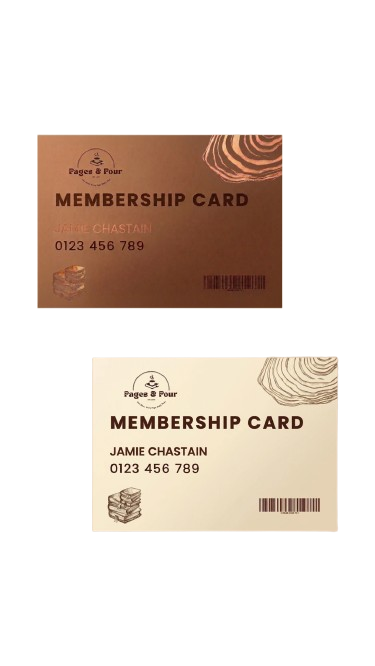 Pages & Pour
MEMBERSHIP CARD
JAMIE CHASTAIN
0123 456 789
Pages & Pour
MEMBERSHIP CARD
JAMIE CHASTAIN
0123 456 789